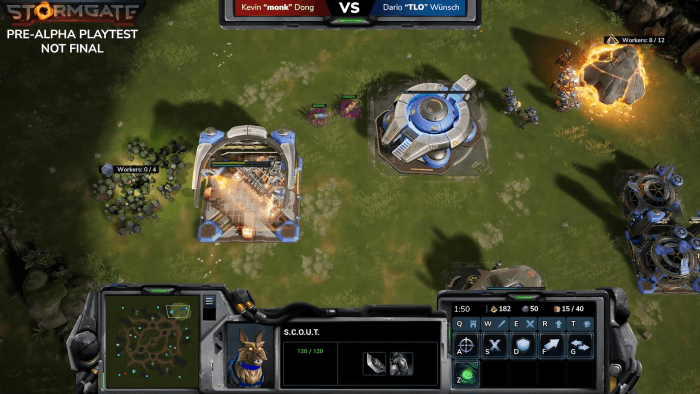 STORMGATE
PRE-ALPHA PLAYTEST
NOT FINAL
Kevin "monk" Dong
VS
Dario "TLO" Wünsch
Workers: 8 / 12
Workers: 0 / 4
S.C.O.U.T.
120 / 120
1:50
182
50
15 / 40
Q
W
E
R
T
A
S
D
F
G
Z